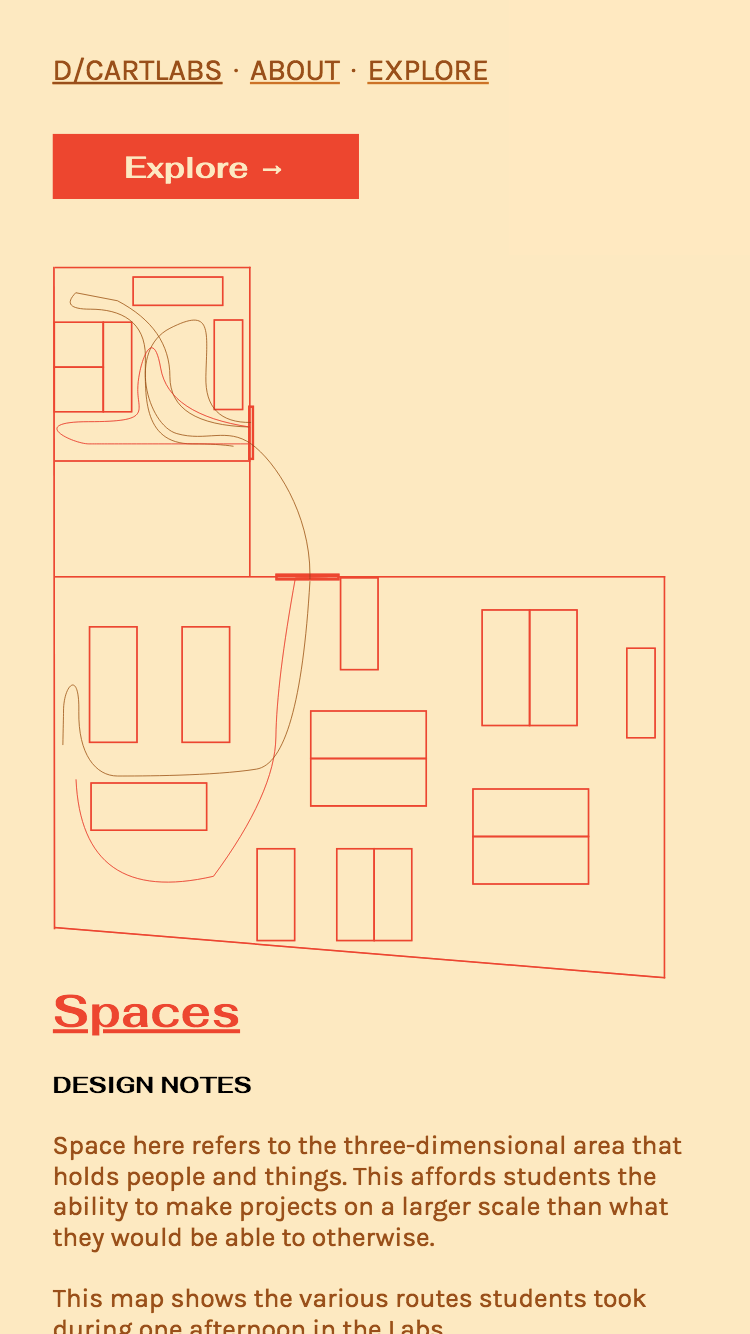 D/CARTLABS · ABOUT · EXPLORE
Explore →
Spaces
DESIGN NOTES
Space here refers to the three-dimensional area that
holds people and things. This affords students the
ability to make projects on a larger scale than what
they would be able to otherwise.
This map shows the various routes students took
during one afternoon in the Labs